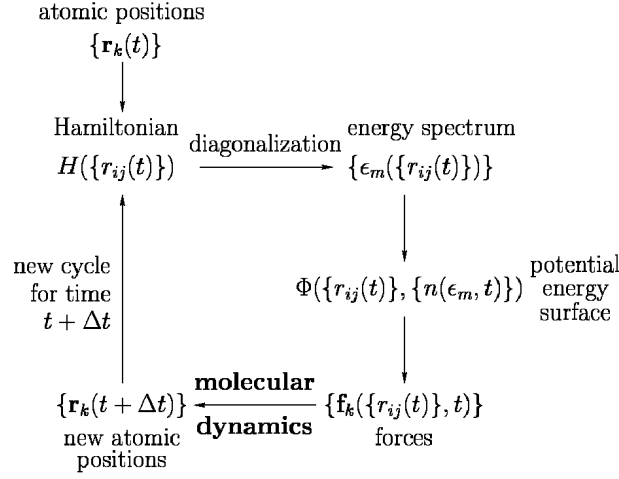 atomic positions
{r_k(t)}
Hamiltonian
H({r_ij(t)})
diagonalization
energy spectrum
{ϵ_m({r_ij(t)})}
Φ({r_ij(t)}, {n(ϵ_m, t)})
potential
energy
surface
new cycle
for time
t + Δt
{r_k(t + Δt)}
new atomic
positions
molecular
dynamics
{f_k({r_ij(t)}, t)}
forces